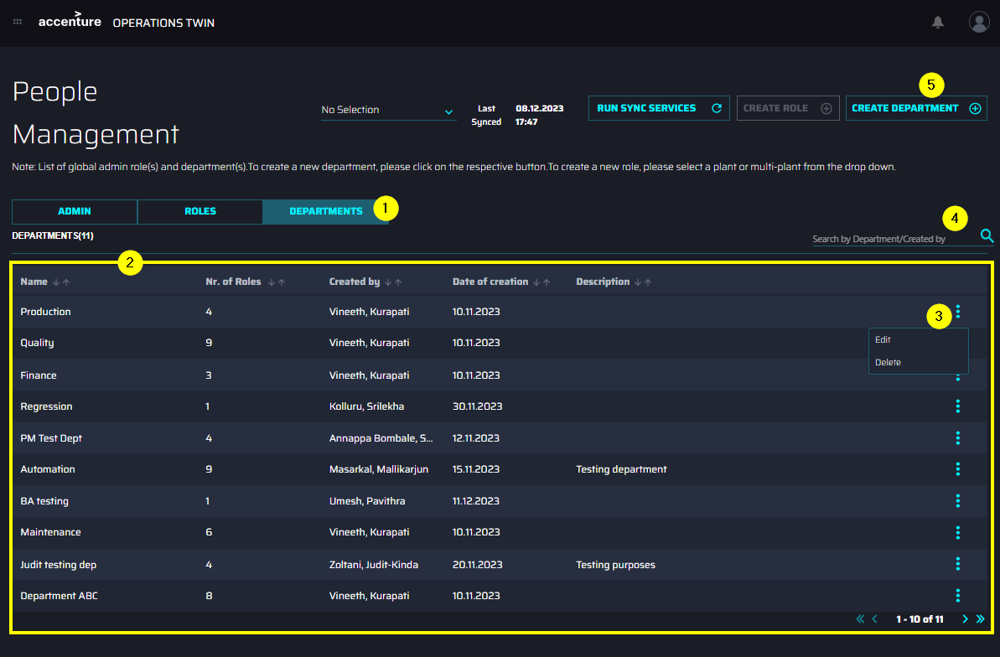 accenture OPERATIONS TWIN
5
People
Management
No Selection
Last Synced 08.12.2023 17:47
RUN SYNC SERVICES
CREATE ROLE
CREATE DEPARTMENT
Note: List of global admin role(s) and department(s).To create a new department, please click on the respective button.To create a new role, please select a plant or multi-plant from the drop down.
ADMIN ROLES DEPARTMENTS 1
DEPARTMENTS(11)
4
Search by Department/Created by
2
Name Nr. of Roles Created by Date of creation Description
Production 4 Vineeth, Kurapati 10.11.2023
3
Edit
Delete
Quality 9 Vineeth, Kurapati 10.11.2023
Finance 3 Vineeth, Kurapati 10.11.2023
Regression 1 Kolluru, Srilekha 30.11.2023
PM Test Dept 4 Annappa Bombale, S... 12.11.2023
Automation 9 Masarkal, Mallikarjun 15.11.2023 Testing department
BA testing 1 Umesh, Pavithra 11.12.2023
Maintenance 6 Vineeth, Kurapati 10.11.2023
Judit testing dep 4 Zoltani, Judit-Kinda 20.11.2023 Testing purposes
Department ABC 8 Vineeth, Kurapati 10.11.2023
1 - 10 of 11